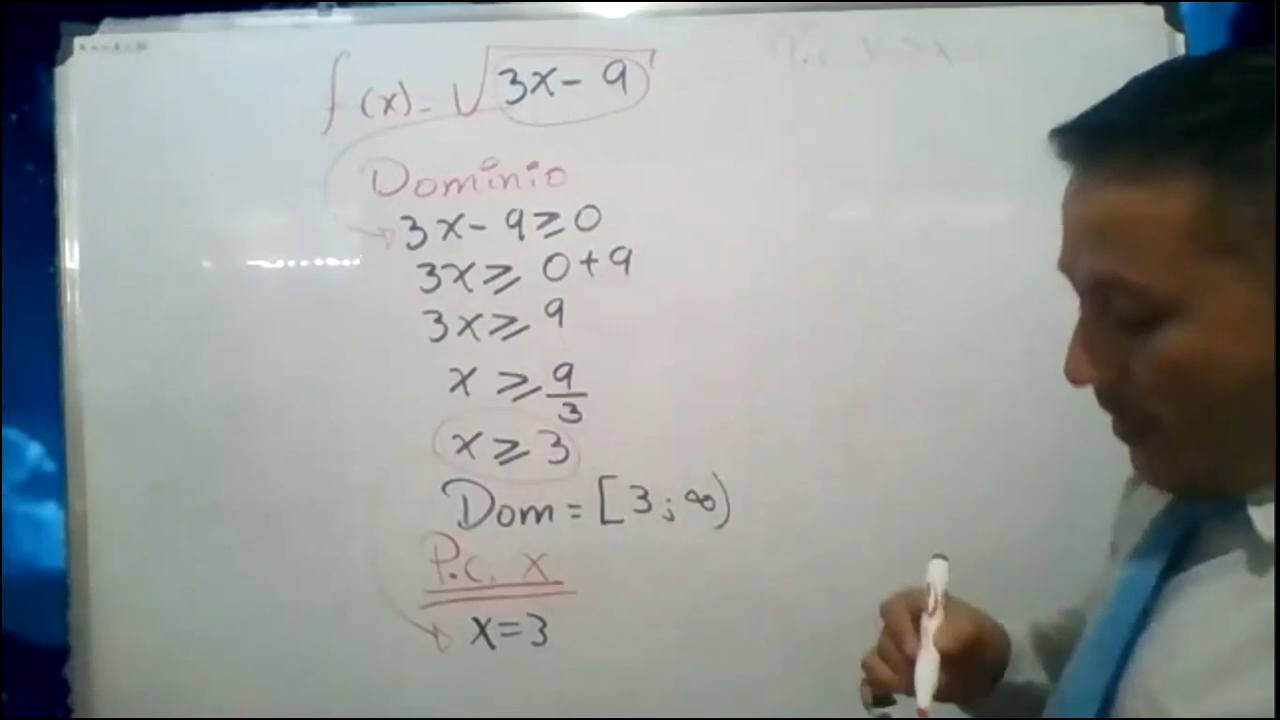 f(x)=√3x-9
Dominio
3x-9≥0
3x≥0+9
3x≥9
x≥9/3
x≥3
Dom=[3;∞)
P.c. x
x=3